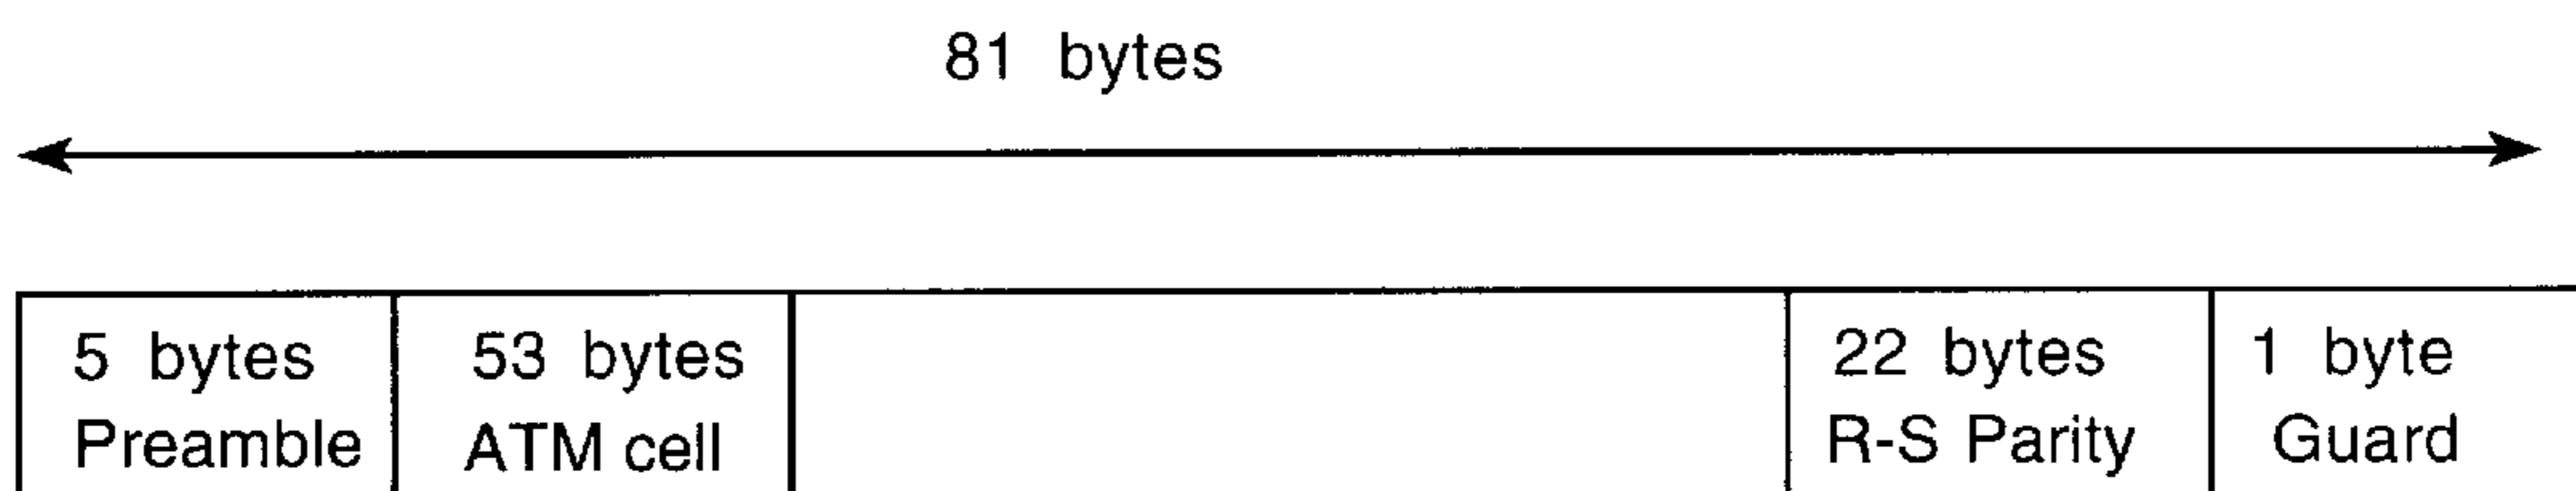 81 bytes
5 bytes
Preamble
53 bytes
ATM cell
22 bytes
R-S Parity
1 byte
Guard